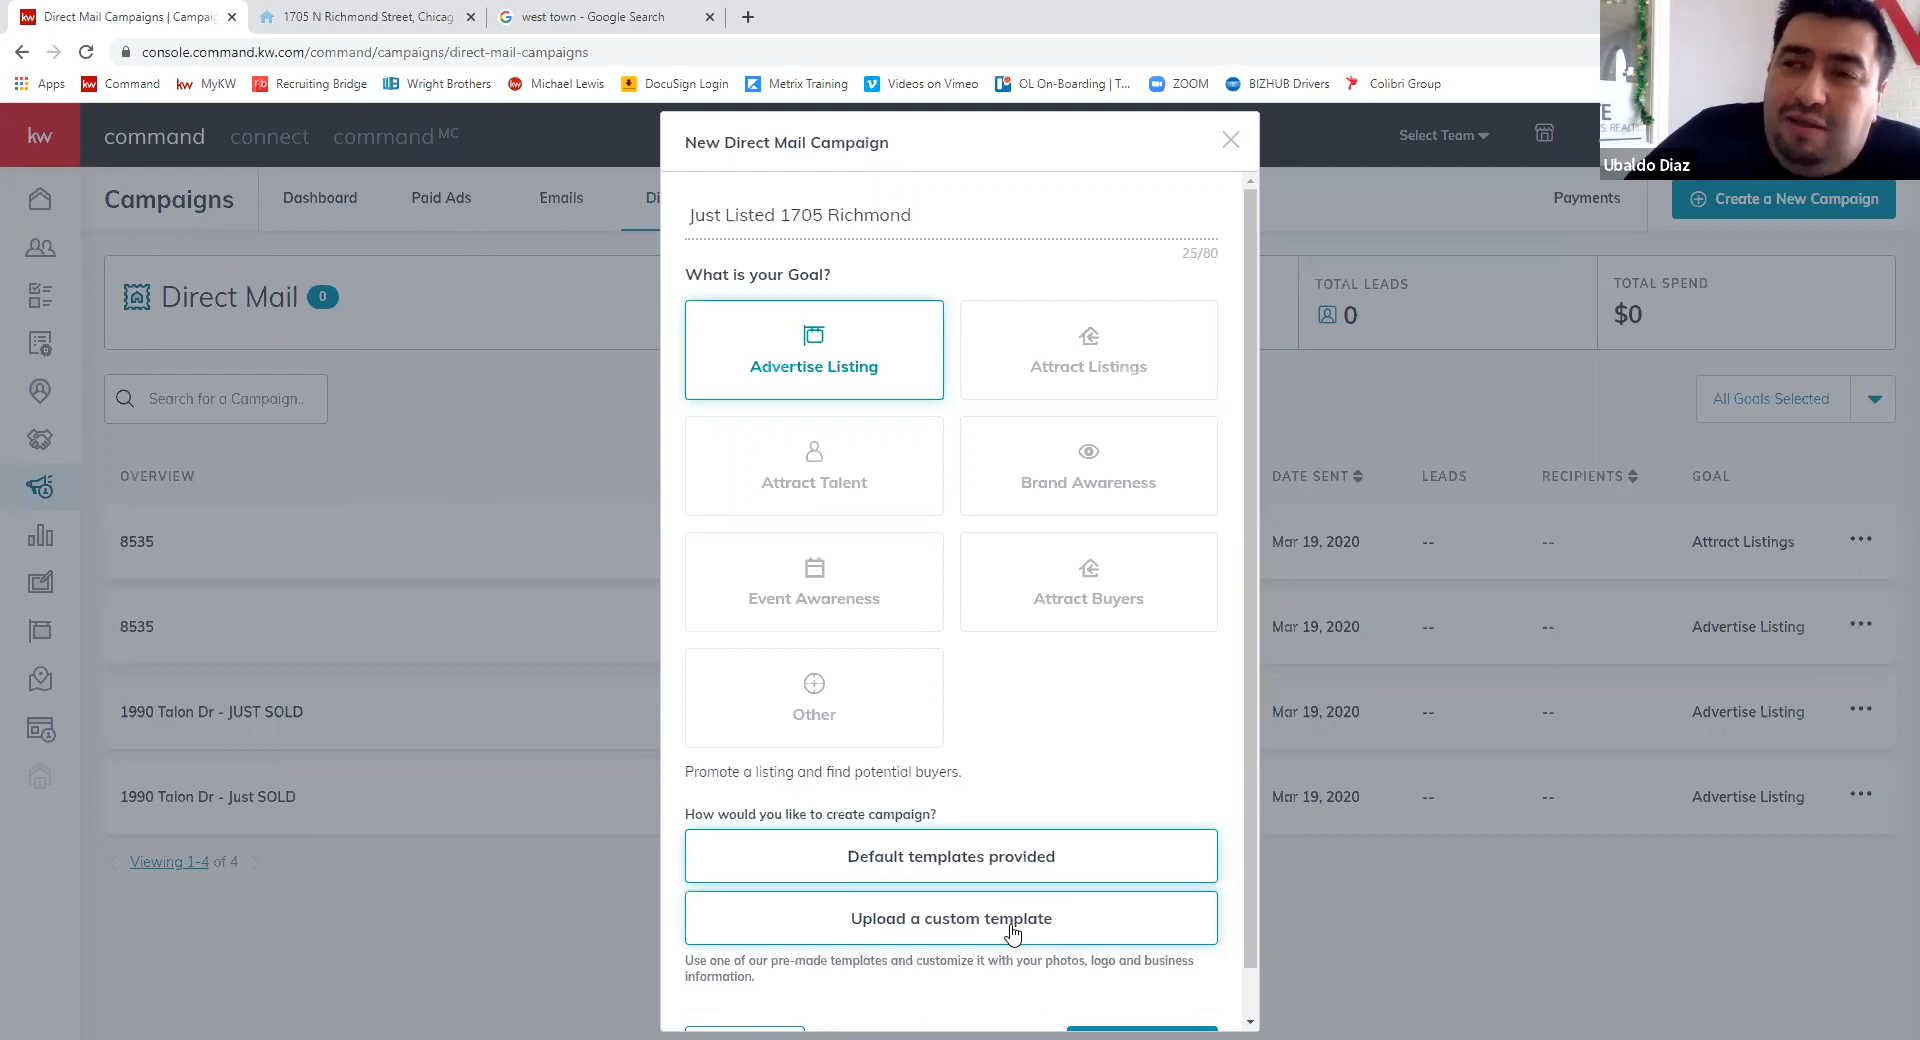 Direct Mail Campaigns | Campaig
1705 N Richmond Street, Chicag
west town - Google Search
console.command.kw.com/command/campaigns/direct-mail-campaigns
Apps
kw Command
kw MyKW
Recruiting Bridge
Wright Brothers
Michael Lewis
DocuSign Login
Metrix Training
Videos on Vimeo
OL On-Boarding | T...
ZOOM
BIZHUB Drivers
Colibri Group
Ubaldo Diaz
kw
command
connect
command MC
Select Team
Campaigns
Dashboard
Paid Ads
Emails
Di
Payments
Create a New Campaign
Direct Mail 0
TOTAL LEADS
0
TOTAL SPEND
$0
Search for a Campaign..
All Goals Selected
OVERVIEW
DATE SENT
LEADS
RECIPIENTS
GOAL
8535
Mar 19, 2020 -- -- Attract Listings ...
8535
Mar 19, 2020 -- -- Advertise Listing ...
1990 Talon Dr - JUST SOLD
Mar 19, 2020 -- -- Advertise Listing ...
1990 Talon Dr - Just SOLD
Mar 19, 2020 -- -- Advertise Listing ...
Viewing 1-4 of 4
New Direct Mail Campaign
Just Listed 1705 Richmond
25/80
What is your Goal?
Advertise Listing
Attract Listings
Attract Talent
Brand Awareness
Event Awareness
Attract Buyers
Other
Promote a listing and find potential buyers.
How would you like to create campaign?
Default templates provided
Upload a custom template
Use one of our pre-made templates and customize it with your photos, logo and business
information.